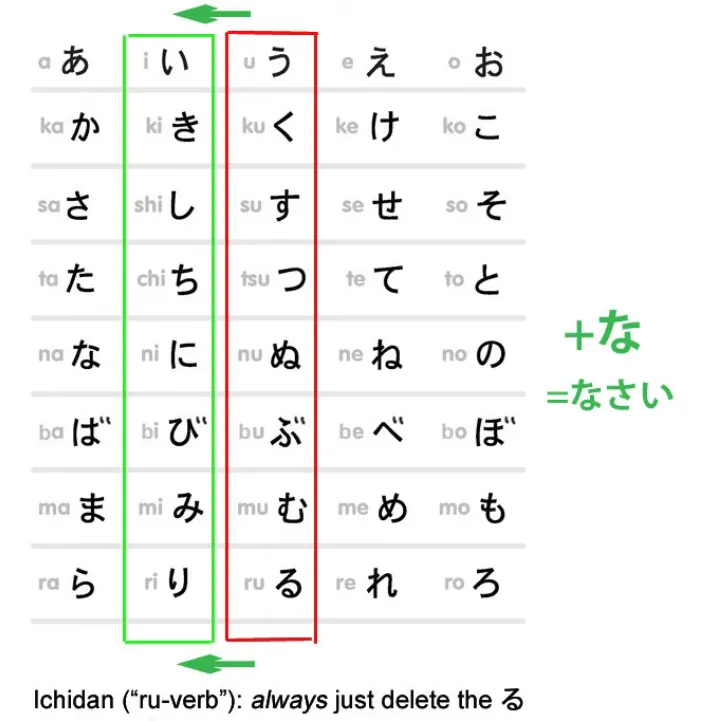 a あ i い u う e え o お
ka か ki き ku く ke け ko こ
sa さ shi し su す se せ so そ
ta た chi ち tsu つ te て to と
na な ni に nu ぬ ne ね no の
ba ば bi び bu ぶ be べ bo ぼ
ma ま mi み mu む me め mo も
ra ら ri り ru る re れ ro ろ
+な
=なさい
Ichidan (“ru-verb”): always just delete the る